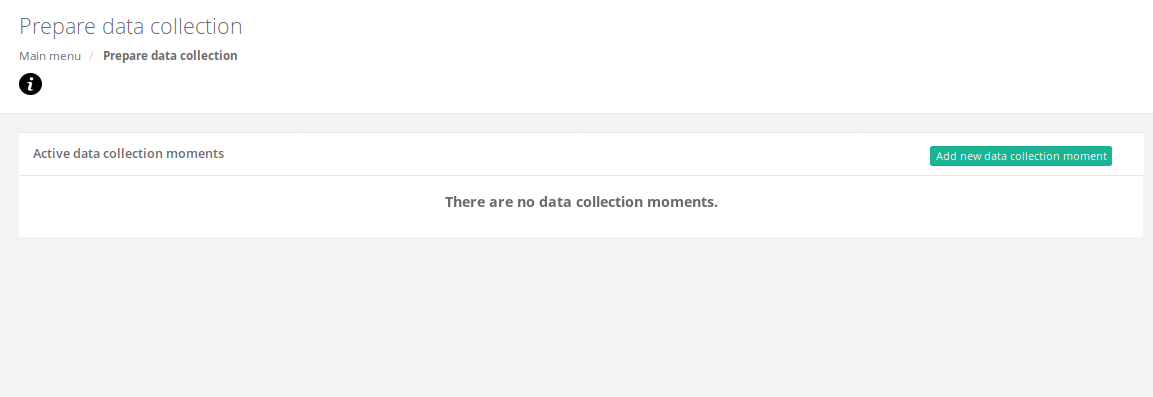 Prepare data collection
Main menu / Prepare data collection
i
Active data collection moments
Add new data collection moment
There are no data collection moments.